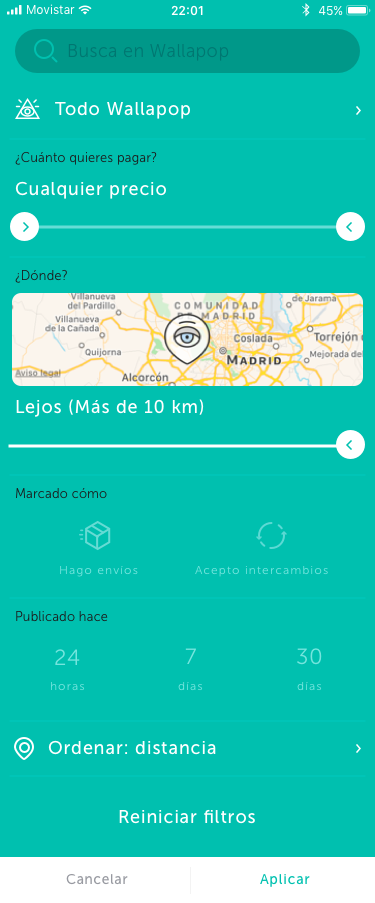 Movistar 22:01 45%
Busca en Wallapop
Todo Wallapop
¿Cuánto quieres pagar?
Cualquier precio
¿Dónde?
Villanueva
del Pardillo
COMUNIDAD
DE MADRID
de Jarama
Villanueva
de la Cañada
Coslada
Torrejón
Quijorna
MADRID
Mejorada del
Aviso legal
Alcorcón
Lejos (Más de 10 km)
Marcado cómo
Hago envíos
Acepto intercambios
Publicado hace
24 7 30
horas días días
Ordenar: distancia
Reiniciar filtros
Cancelar Aplicar